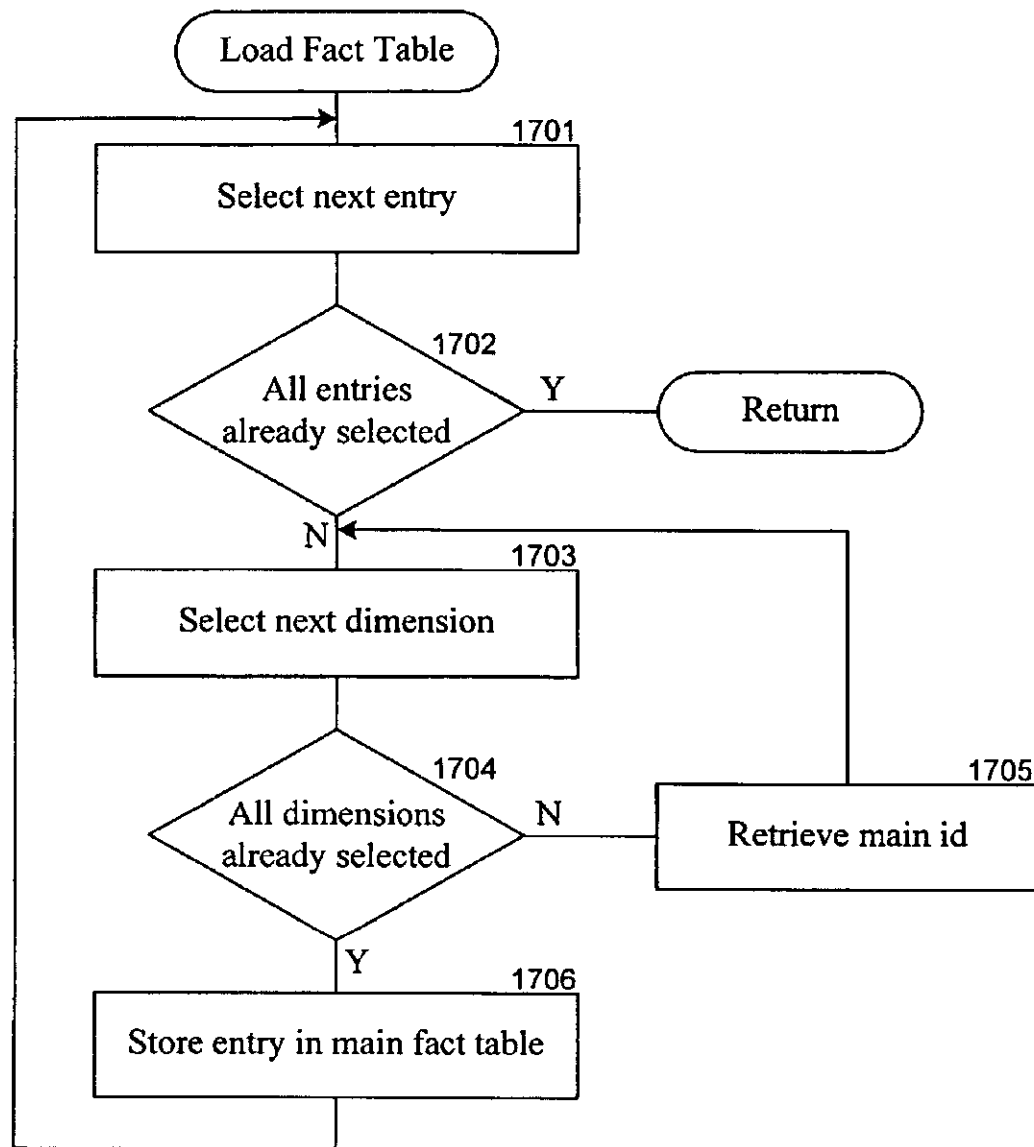 Load Fact Table
1701
Select next entry
1702
All entries
already selected
Y
Return
N
1703
Select next dimension
1704
All dimensions
already selected
N
1705
Retrieve main id
Y
1706
Store entry in main fact table